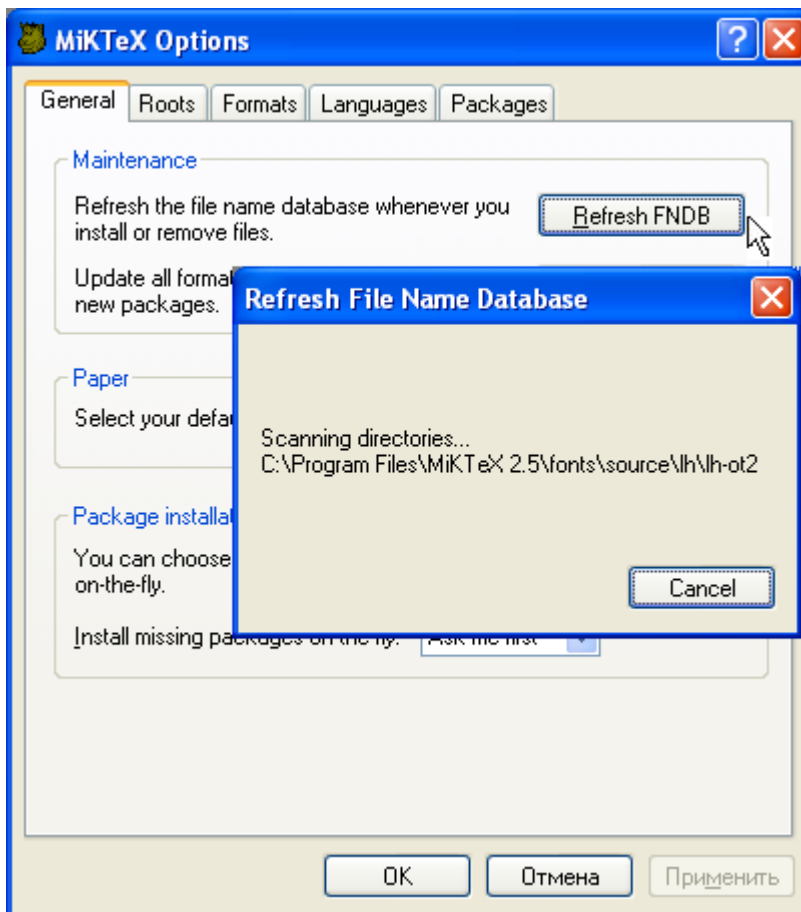 MiKTeX Options
General Roots Formats Languages Packages
Maintenance
Refresh the file name database whenever you
install or remove files.
Refresh FNDB
Update all
new packages.
Refresh File Name Database
Paper
Select your
Scanning directories...
C:\Program Files\MiKTeX 2.5\fonts\source\lh\lh-ot2
Package
You can choose
on-the-fly.
Cancel
Install missing packages on the fly: Ask me first
OK Отмена Применить